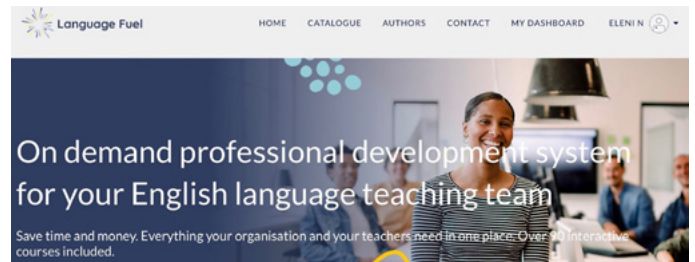 Language Fuel
HOME CATALOGUE AUTHORS CONTACT MY DASHBOARD ELENI N
On demand professional development system
for your English language teaching team
Save time and money. Everything your organisation and your teachers need in one place. Over 90 interactive
courses included.